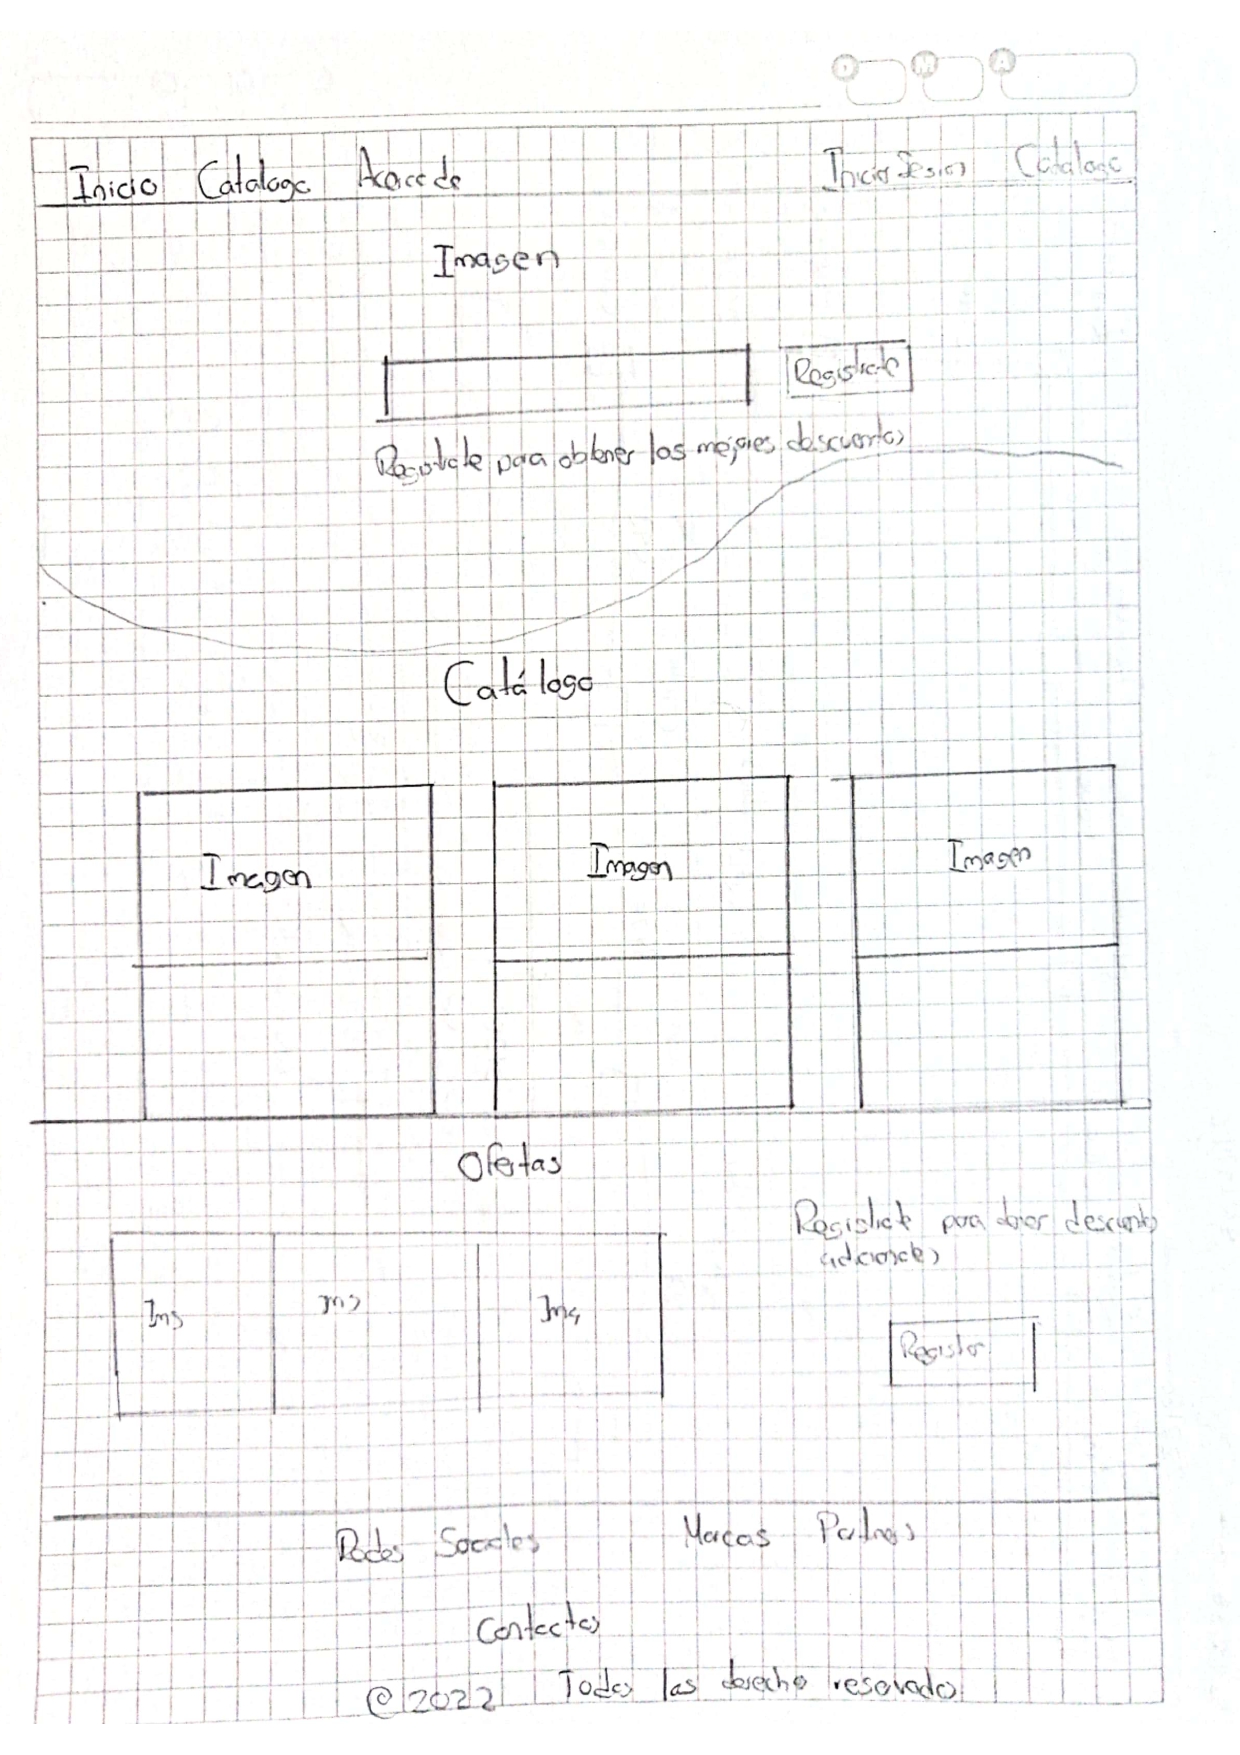 Inicio Catalogo Acerca de Inicio Sesion Catalogo
Imagen
Registrate
Registrate para obtener los mejores descuentos
Catálogo
Imagen Imagen Imagen
Ofertas
Registrate para obtener descuentos
adicionales
Img Img Img
Registrar
Redes Sociales Marcas Partners
Contactos
© 2022 Todos los derecho reservado